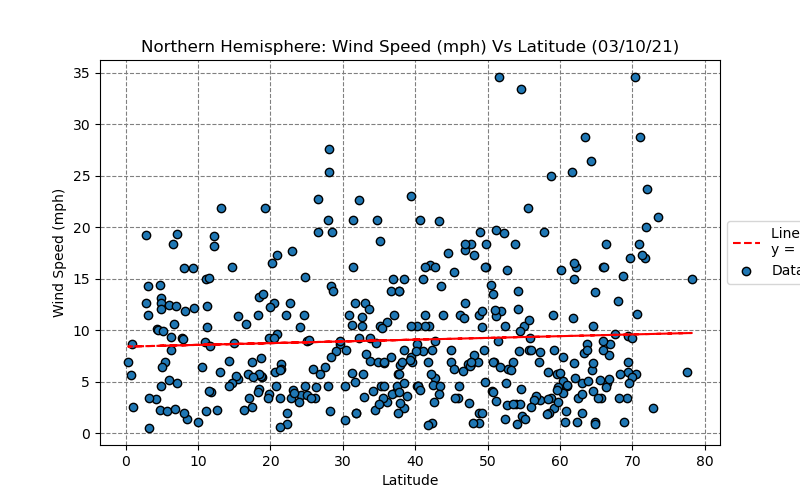 Northern Hemisphere: Wind Speed (mph) Vs Latitude (03/10/21)
35
30
25
20
15
10
5
0
Wind Speed (mph)
0 10 20 30 40 50 60 70 80
Latitude
Line
y =
Data